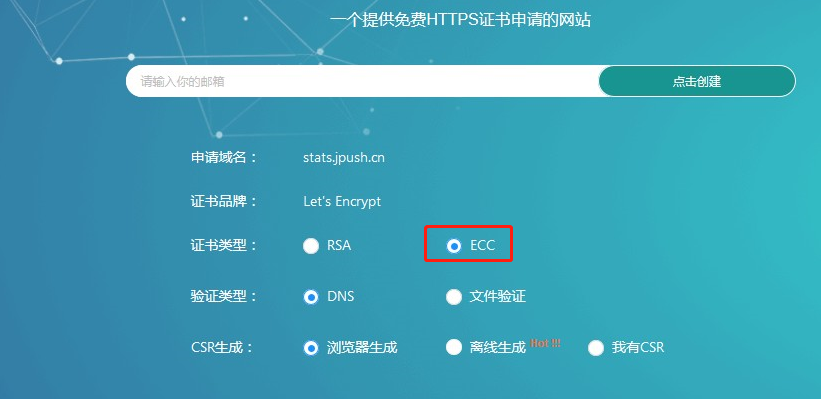 一个提供免费HTTPS证书申请的网站
请输入你的邮箱 点击创建
申请域名： stats.jpush.cn
证书品牌： Let's Encrypt
证书类型： RSA ECC
验证类型： DNS 文件验证
CSR生成： 浏览器生成 离线生成 Hot !!! 我有CSR